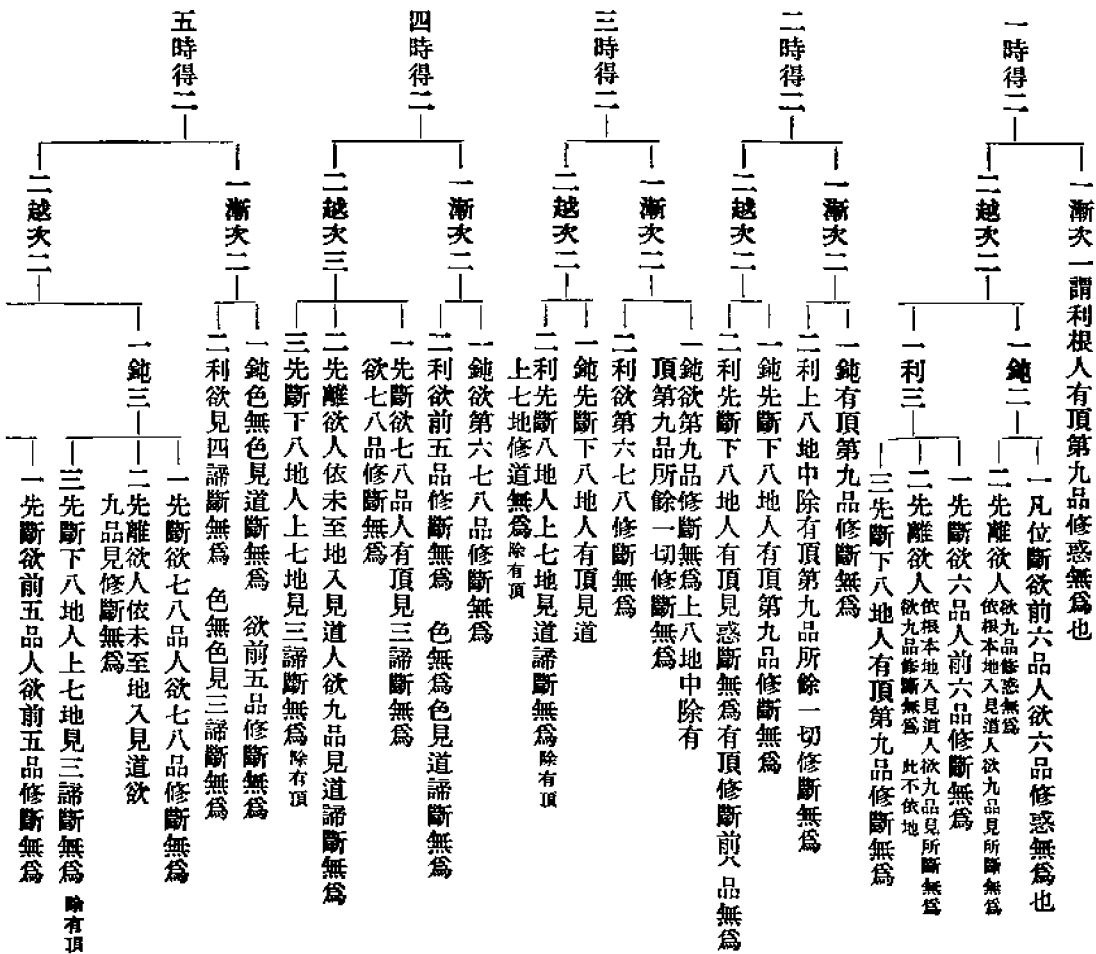 一時得二
一漸次一謂利根人有頂第九品修惑無爲也
二越次二
一鈍二
一凡位斷欲前六品人欲六品修惑無爲也
二先離欲人欲九品修惑無爲
依根本地入見道人欲九品見所斷無爲
一利三
一先斷欲六品人前六品修斷無爲
二先離欲人依根本地入見道人欲九品見所斷無爲
欲九品修斷無爲 此不依地
三先斷下八地人有頂第九品修斷無爲
二時得二
一漸次二
一鈍有頂第九品修斷無爲
二利上八地中除有頂第九品所餘一切修斷無爲
二越次二
一鈍先斷下八地人有頂第九品修斷無爲
二利先斷下八地人有頂見惑斷無爲有頂修斷前八品無爲
三時得二
一漸次二
一鈍欲第九品修斷無爲上八地中除有
頂第九品所餘一切修斷無爲
二利欲第六七八修斷無爲
二越次二
一鈍先斷下八地人有頂見道
二利先斷八地人上七地見道諦斷無爲除有頂
上七地修道無爲除有頂
四時得二
一漸次二
一鈍欲第六七八品修斷無爲
二利欲前五品修斷無爲 色無爲色見道諦斷無爲
二越次三
一先斷欲七八品人有頂見三諦斷無爲
欲七八品修斷無爲
二先離欲人依未至地入見道人欲九品見道諦斷無爲
三先斷下八地人上七地見三諦斷無爲除有頂
五時得二
一漸次二
一鈍色無色見道斷無爲 欲前五品修斷無爲
二利欲見四諦斷無爲 色無色見三諦斷無爲
二越次二
一鈍三
一先斷欲七八品人欲七八品修斷無爲
二先離欲人依未至地入見道欲
九品見修斷無爲
三先斷下八地人上七地見三諦斷無爲除有頂
一先斷欲前五品人欲前五品修斷無爲